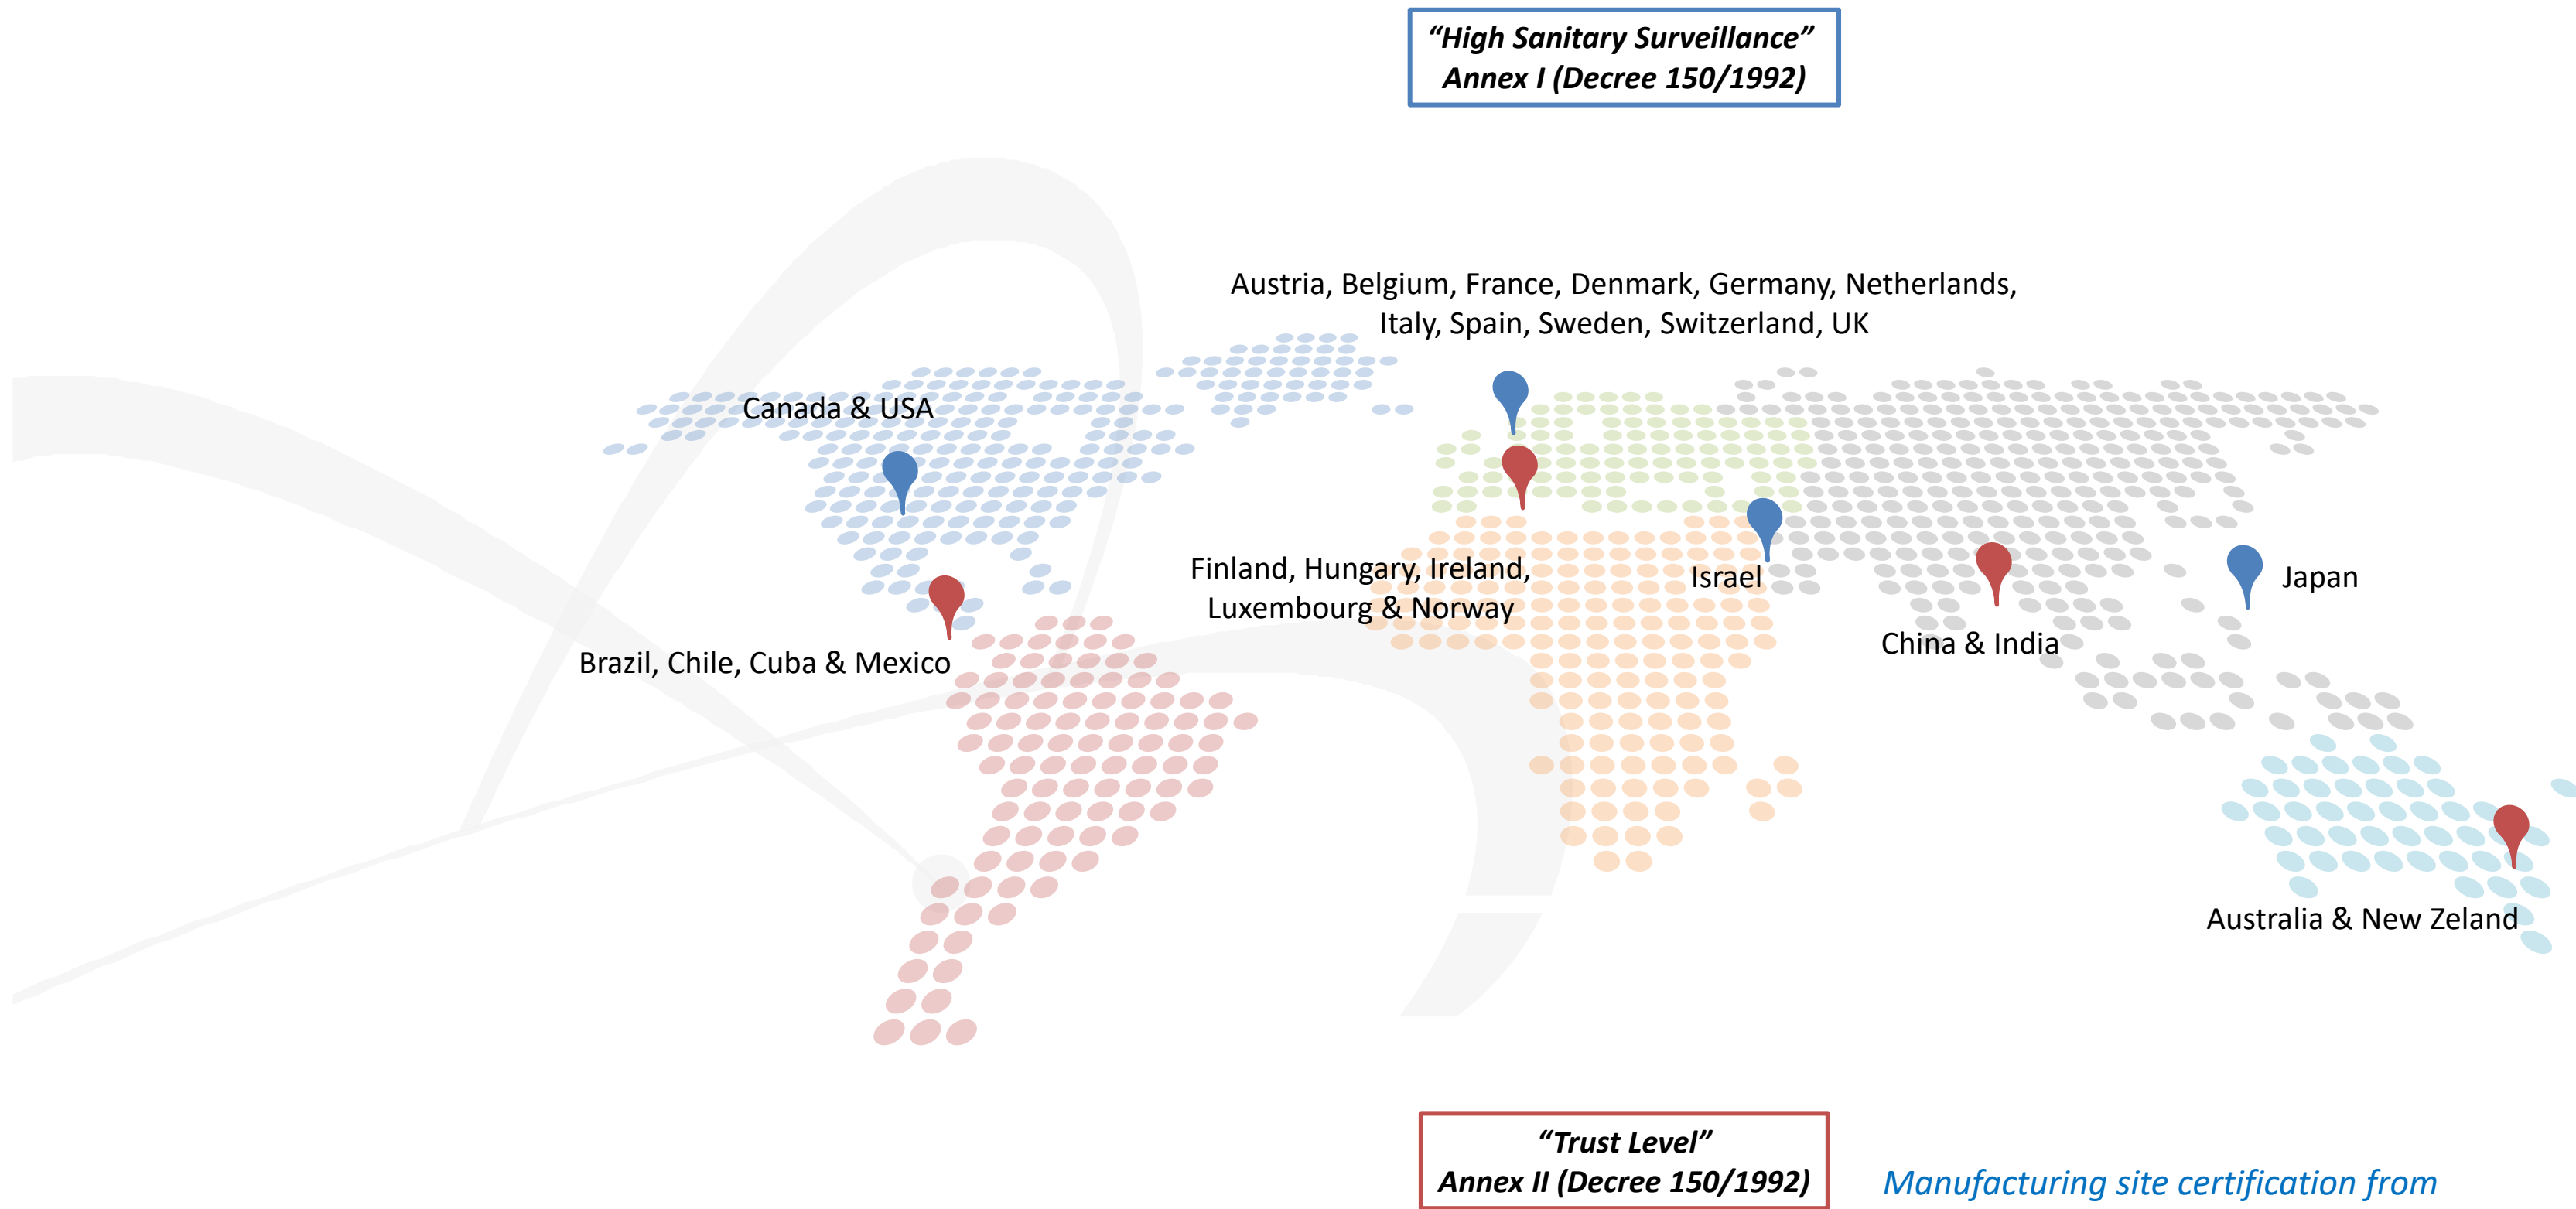 “High Sanitary Surveillance”
Annex I (Decree 150/1992)
Austria, Belgium, France, Denmark, Germany, Netherlands,
Italy, Spain, Sweden, Switzerland, UK
Canada & USA
Finland, Hungary, Ireland,
Luxembourg & Norway
Israel
Japan
China & India
Brazil, Chile, Cuba & Mexico
Australia & New Zeland
“Trust Level”
Annex II (Decree 150/1992)
Manufacturing site certification from